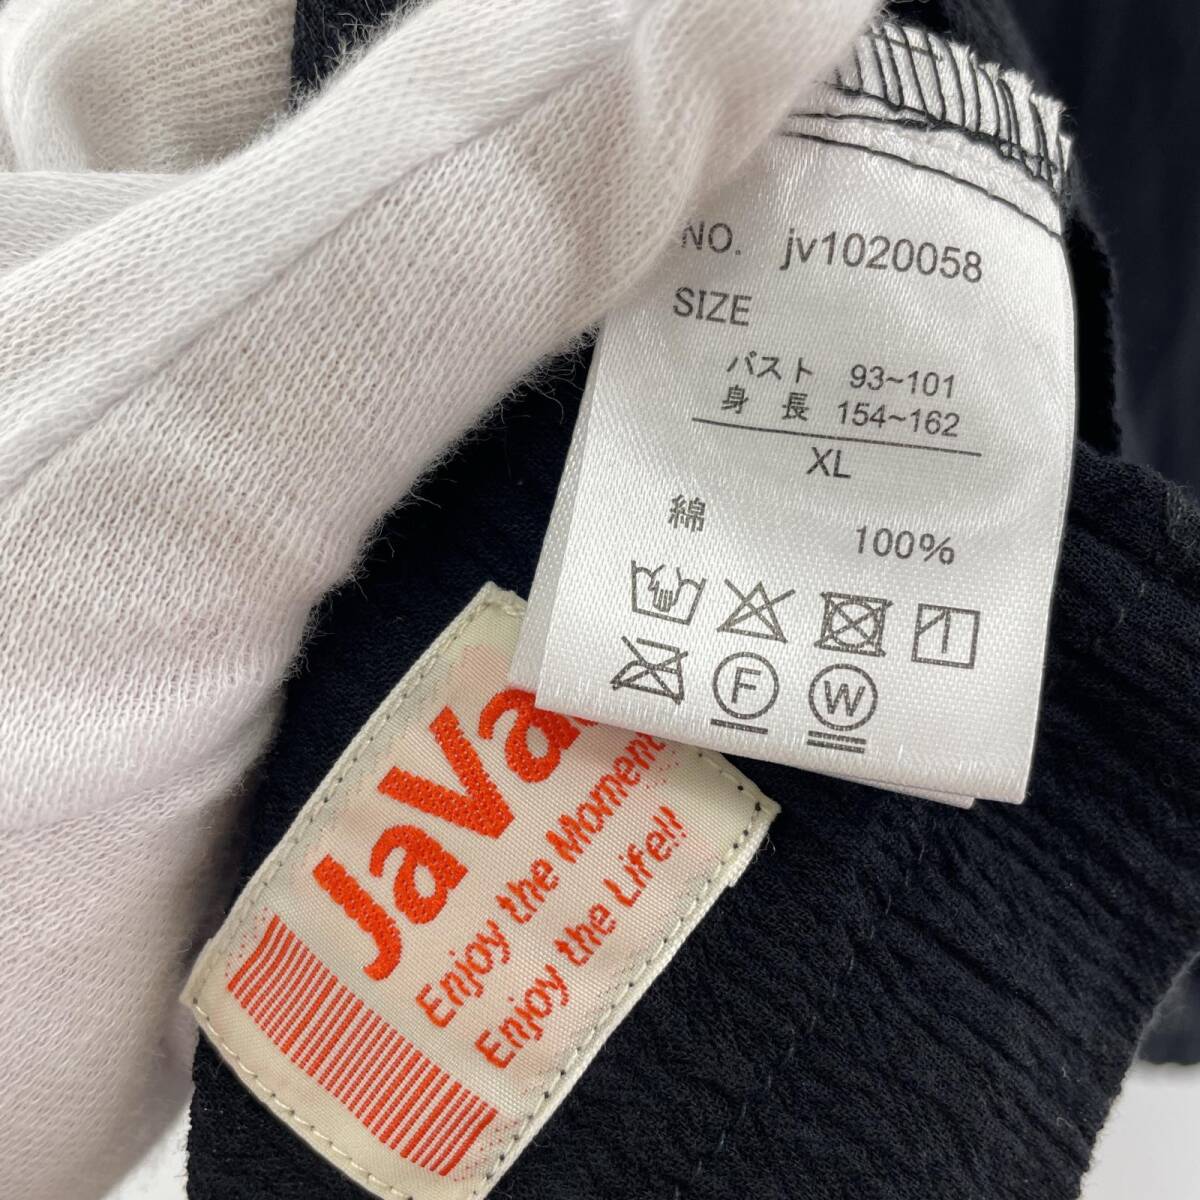 NO. jv1020058
SIZE
バスト 93~101
身 長 154~162
XL
綿 100%
F
W
JaVa
Enjoy the Moment
Enjoy the Life!!